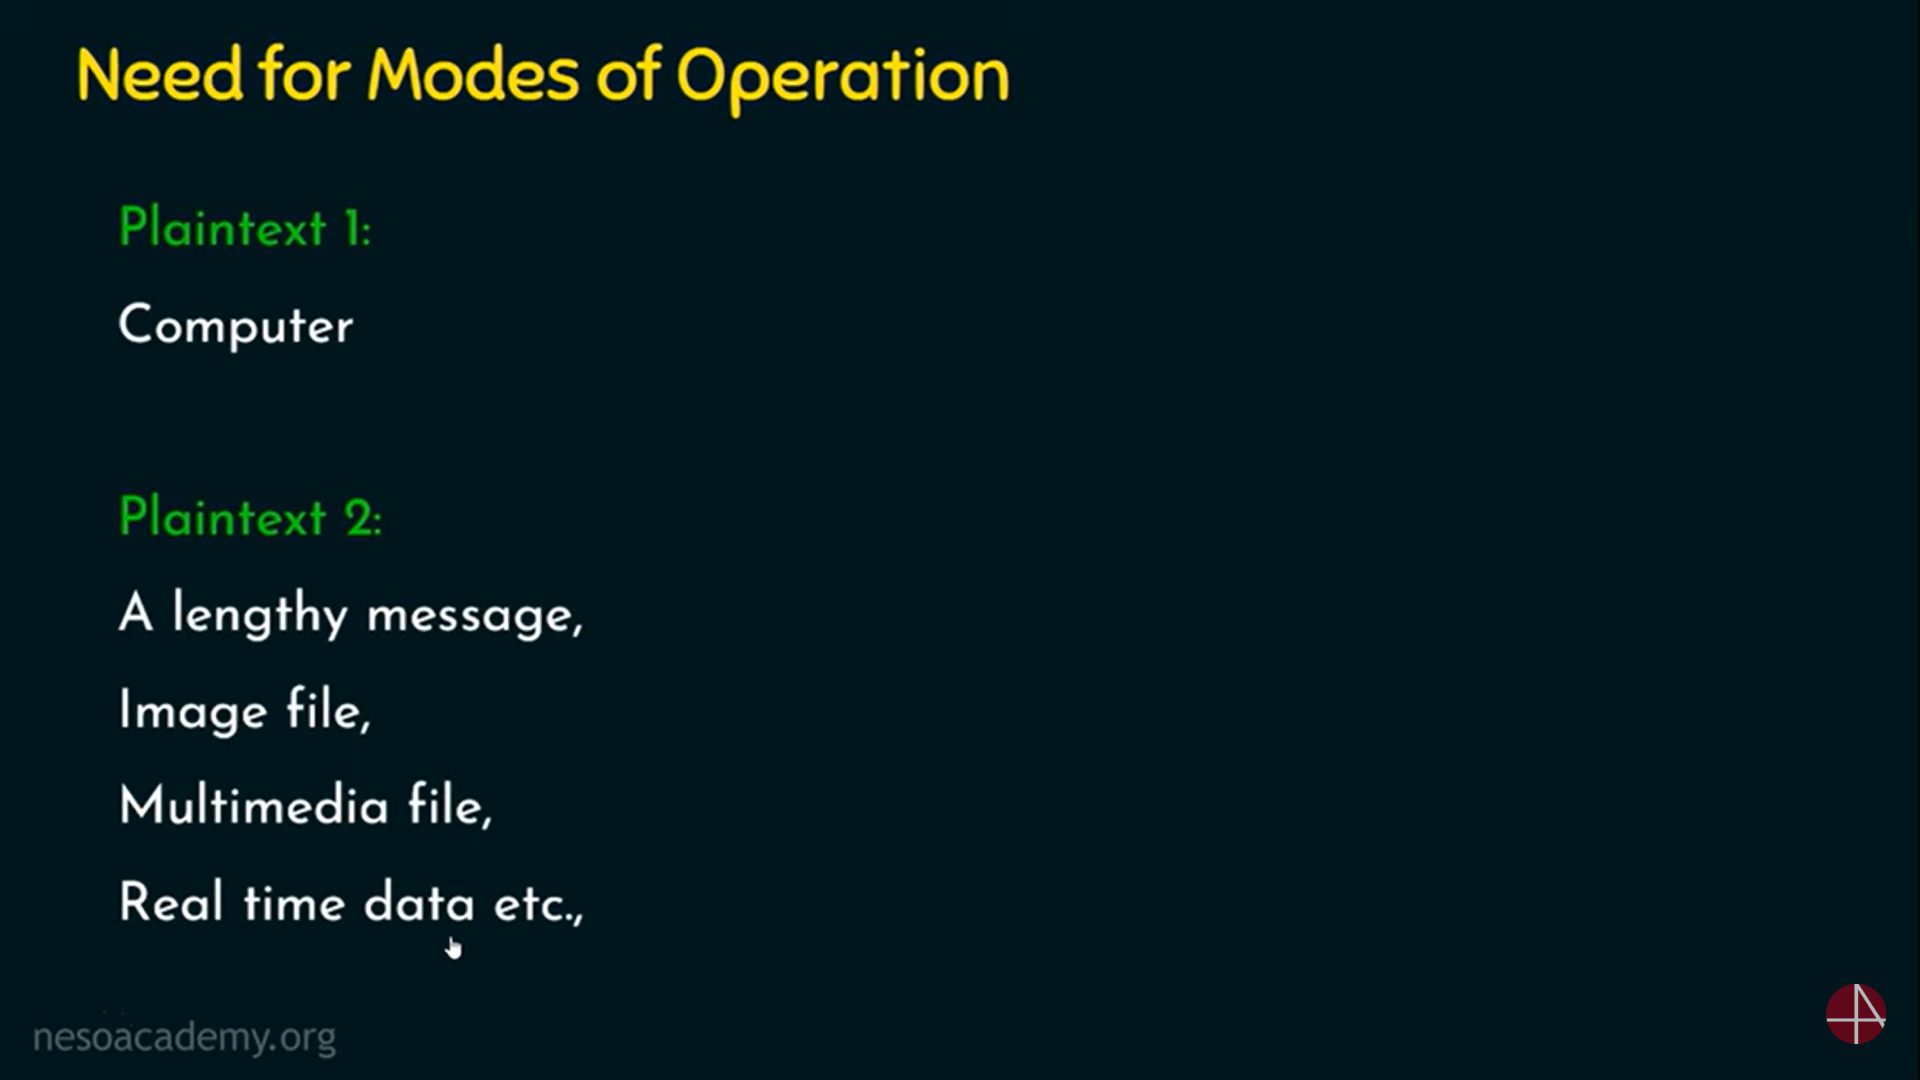 Need for Modes of Operation
Plaintext 1:
Computer
Plaintext 2:
A lengthy message,
Image file,
Multimedia file,
Real time data etc.,
nesoacademy.org